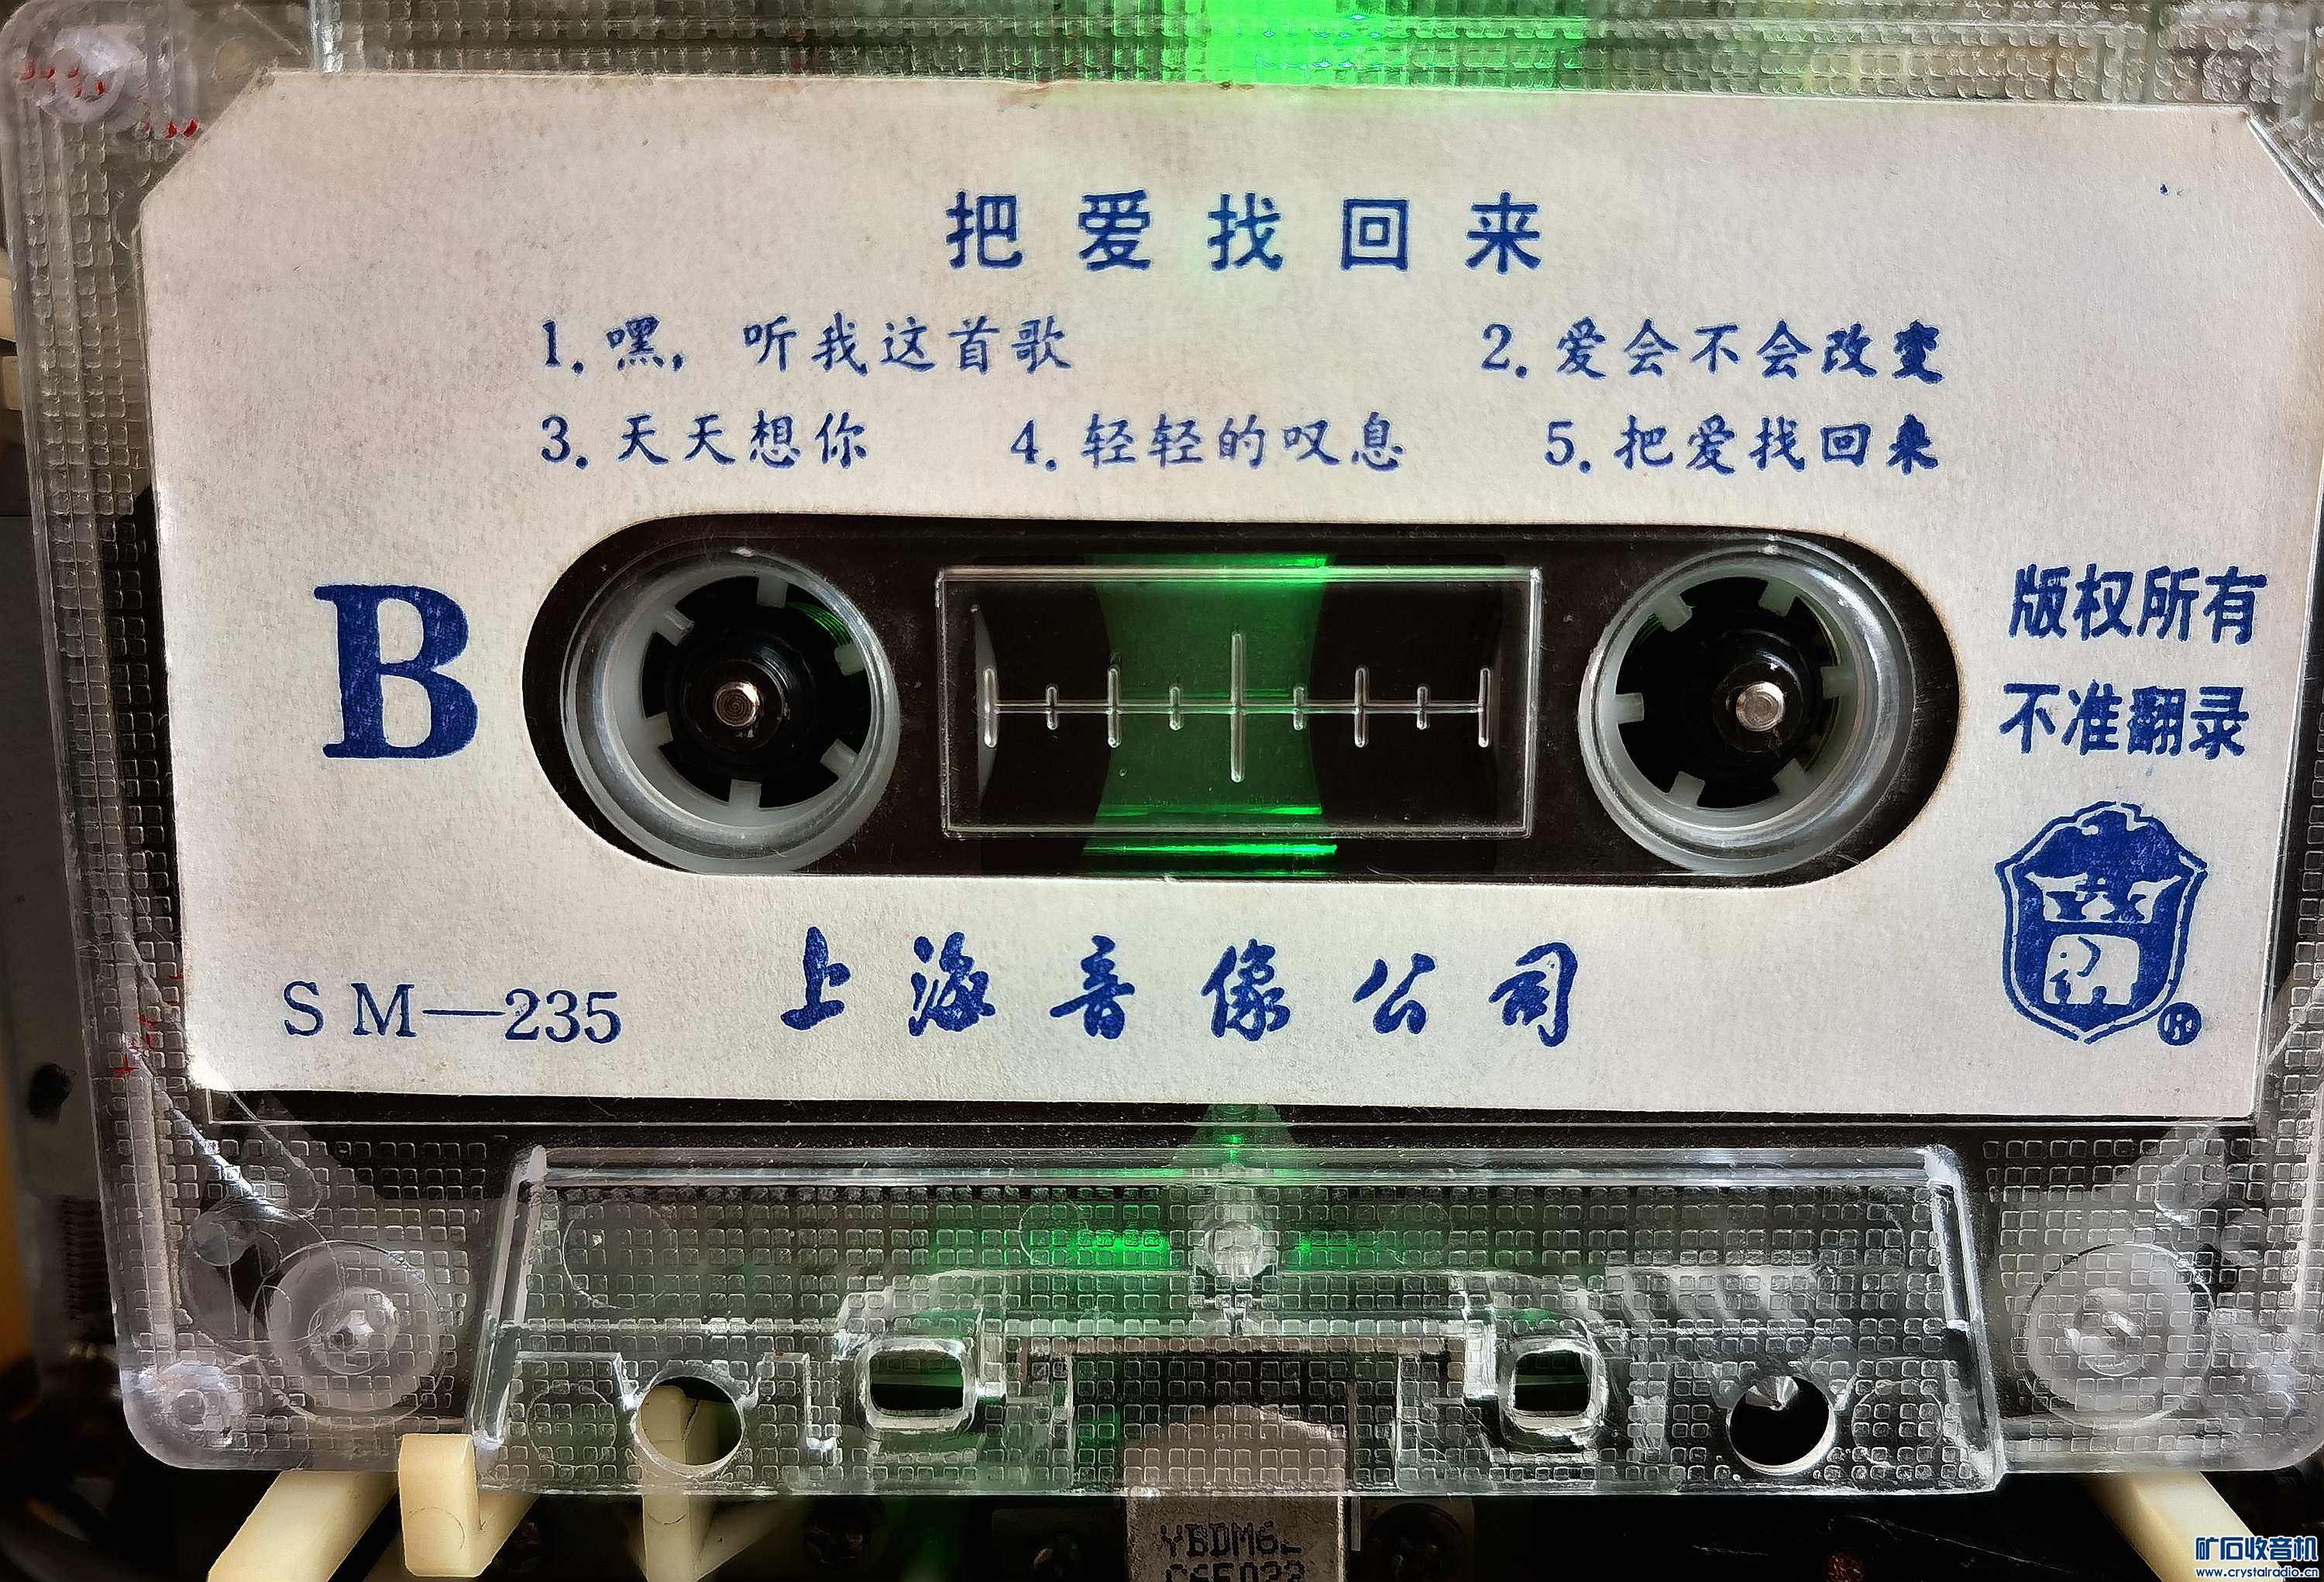 把爱找回来
1. 嘿，听我这首歌 2. 爱会不会改变
3. 天天想你 4. 轻轻的叹息 5. 把爱找回来
B
版权所有
不准翻录
SM—235 上海音像公司
®
矿石收音机
www.crystalradio.cn